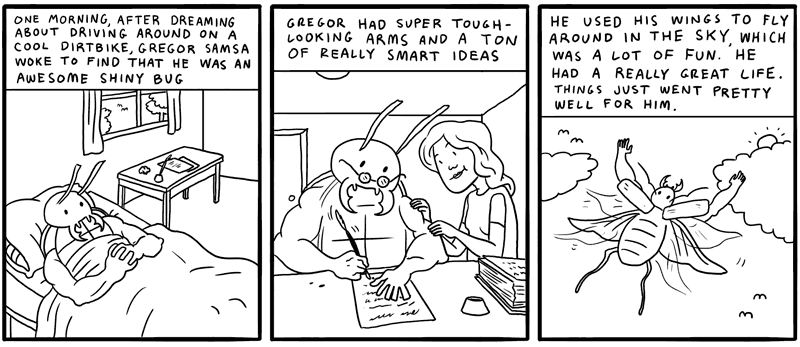 ONE MORNING, AFTER DREAMING
ABOUT DRIVING AROUND ON A
COOL DIRTBIKE, GREGOR SAMSA
WOKE TO FIND THAT HE WAS AN
AWESOME SHINY BUG
GREGOR HAD SUPER TOUGH-
LOOKING ARMS AND A TON
OF REALLY SMART IDEAS
HE USED HIS WINGS TO FLY
AROUND IN THE SKY, WHICH
WAS A LOT OF FUN. HE
HAD A REALLY GREAT LIFE.
THINGS JUST WENT PRETTY
WELL FOR HIM.